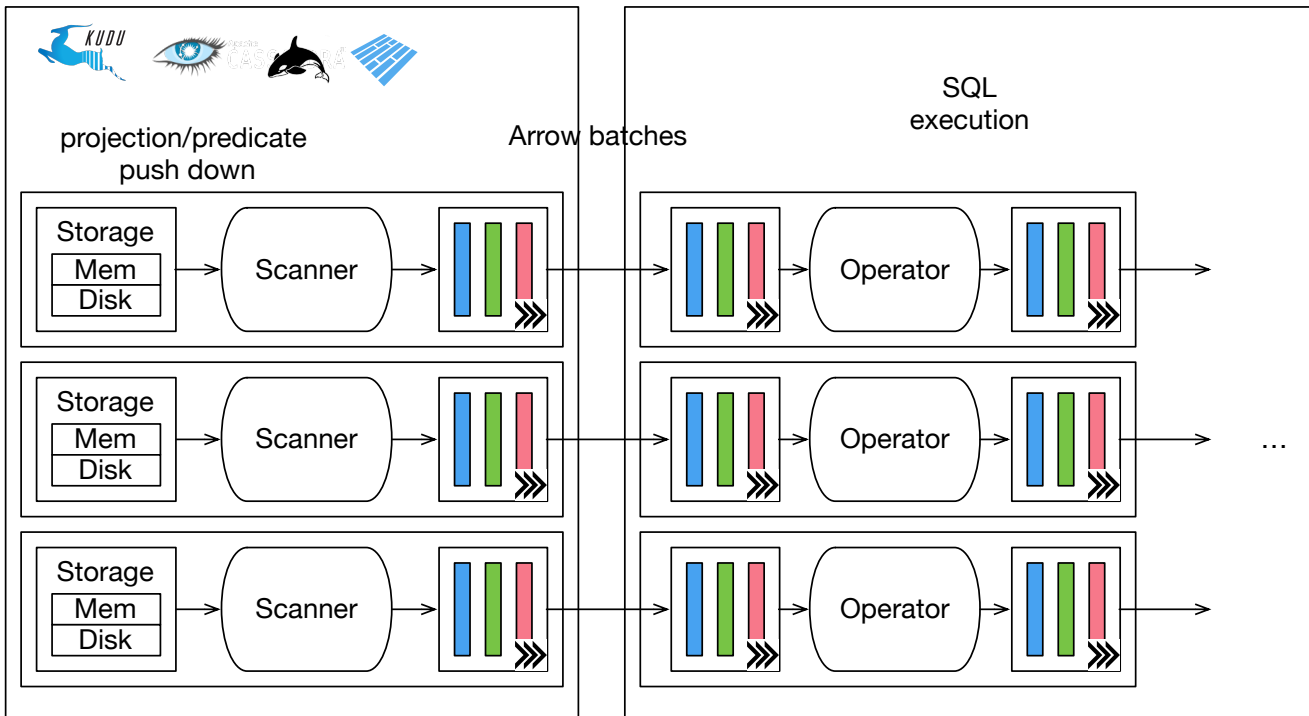 KUDU
projection/predicate
push down
Arrow batches
SQL
execution
Storage
Mem
Disk
Scanner
Operator
Storage
Mem
Disk
Scanner
Operator
...
Storage
Mem
Disk
Scanner
Operator